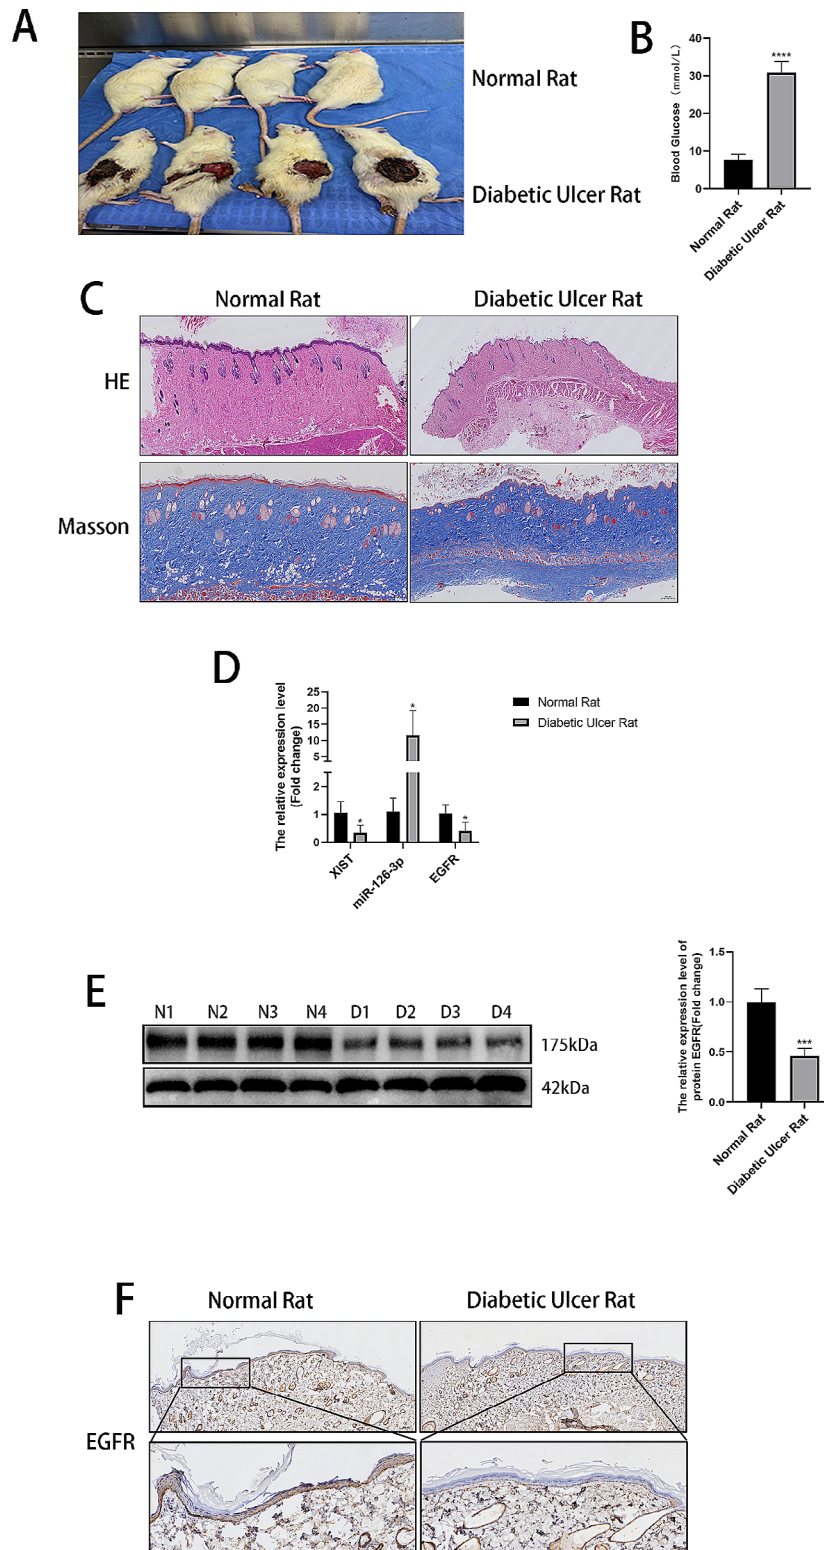 A
Normal Rat
Diabetic Ulcer Rat
B
Blood Glucose (mmol/L)
40
30
20
10
0
****
Normal Rat
Diabetic Ulcer Rat
C
Normal Rat
Diabetic Ulcer Rat
HE
Masson
D
The relative expression level
(Fold change)
25
20
15
10
5
2
1
0
*
*
*
XIST
miR-126-3p
EGFR
Normal Rat
Diabetic Ulcer Rat
E
N1 N2 N3 N4 D1 D2 D3 D4
175kDa
42kDa
The relative expression level of
protein EGFR(Fold change)
1.5
1.0
0.5
0.0
***
Normal Rat
Diabetic Ulcer Rat
F
Normal Rat
Diabetic Ulcer Rat
EGFR